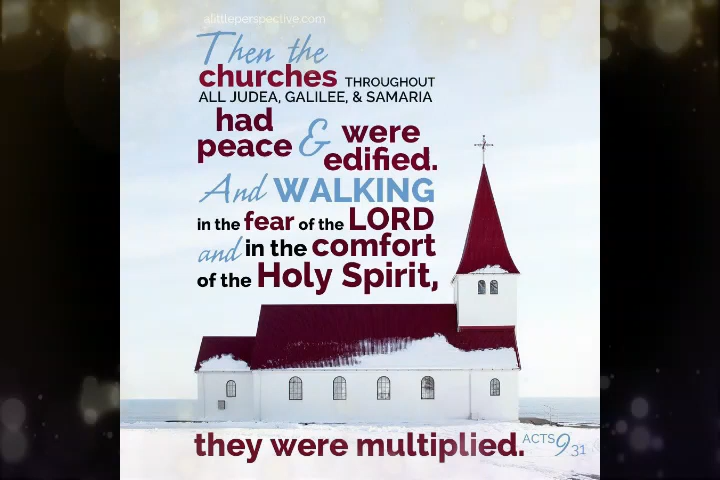 alittleperspective.com
Then the
churches THROUGHOUT
ALL JUDEA, GALILEE, & SAMARIA
had
peace & were
edified.
And WALKING
in the fear of the LORD
and in the comfort
of the Holy Spirit,
they were multiplied. ACTS 9 31